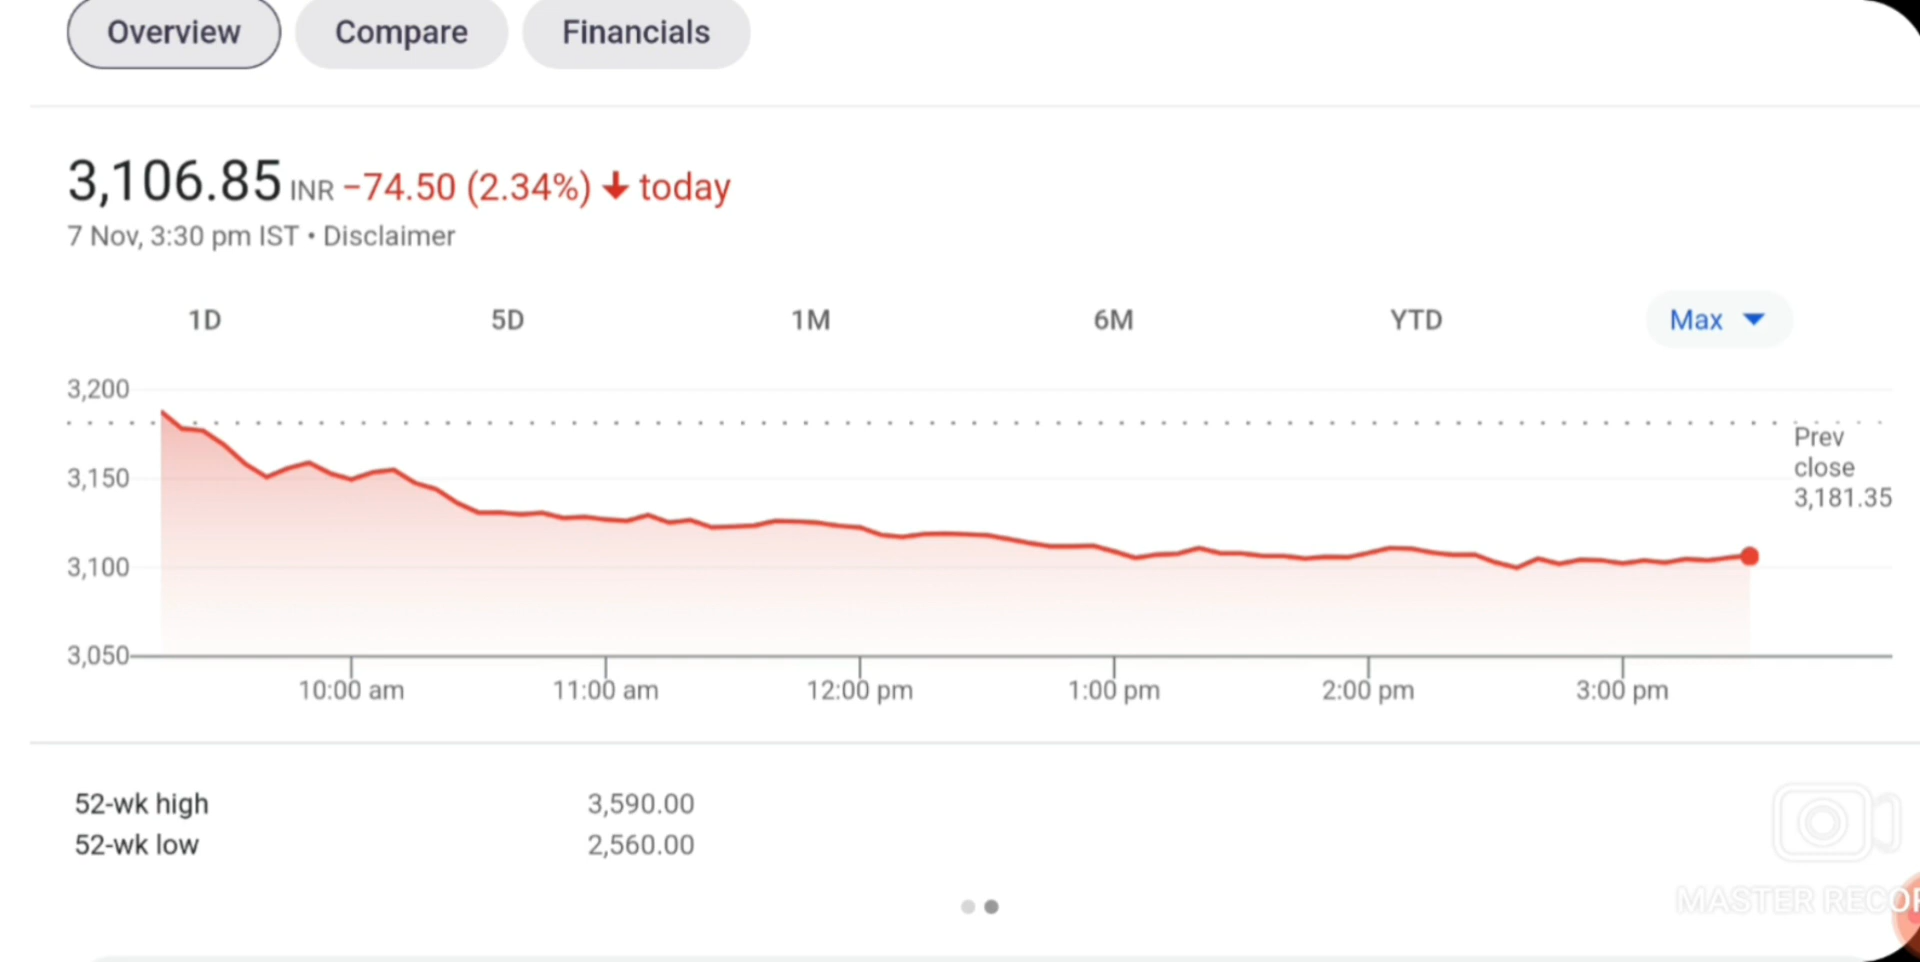 Overview Compare Financials
3,106.85 INR −74.50 (2.34%) ↓ today
7 Nov, 3:30 pm IST • Disclaimer
1D 5D 1M 6M YTD Max
3,200
Prev
close
3,181.35
3,150
3,100
3,050
10:00 am 11:00 am 12:00 pm 1:00 pm 2:00 pm 3:00 pm
52-wk high 3,590.00
52-wk low 2,560.00
MASTER RECOR